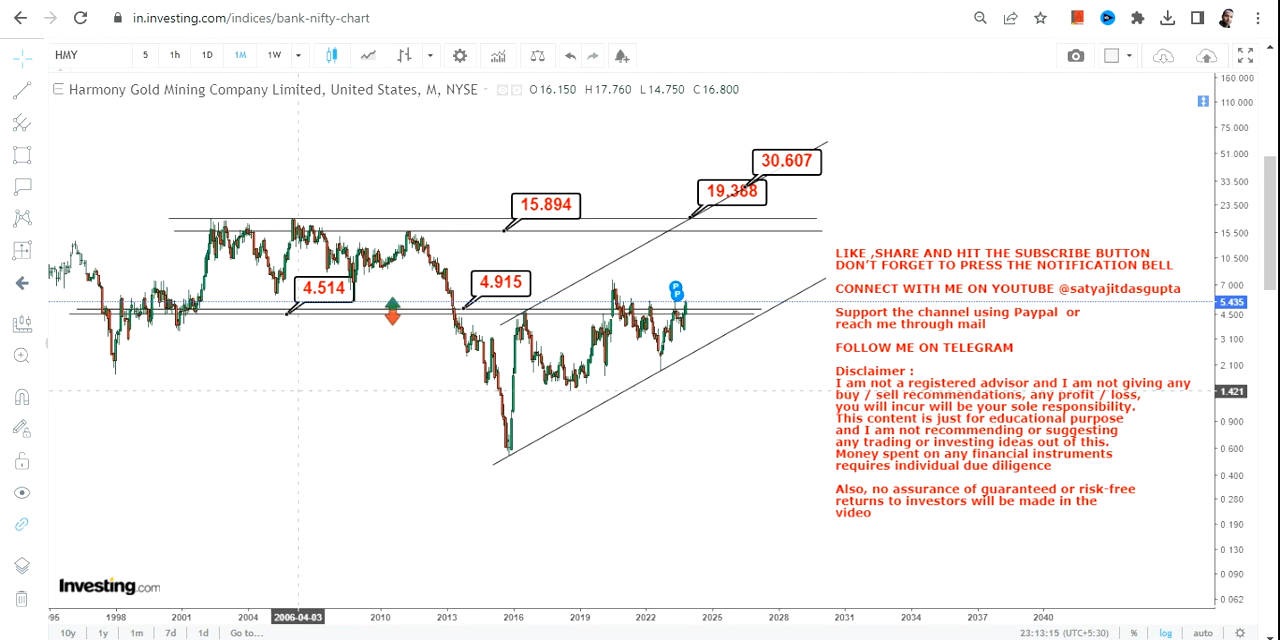 in.investing.com/indices/bank-nifty-chart
HMY 5 1h 1D 1M 1W
Harmony Gold Mining Company Limited, United States, M, NYSE O16.150 H17.760 L14.750 C16.800
160.000
110.000
75.000
51.000
33.500
23.500
15.500
10.500
7.000
5.435
4.500
3.100
2.100
1.421
0.900
0.600
0.400
0.280
0.190
0.130
0.090
0.062
30.607
19.388
15.894
4.915
4.514
P
P
LIKE ,SHARE AND HIT THE SUBSCRIBE BUTTON
DON'T FORGET TO PRESS THE NOTIFICATION BELL
CONNECT WITH ME ON YOUTUBE @satyajitdasgupta
Support the channel using Paypal or
reach me through mail
FOLLOW ME ON TELEGRAM
Disclaimer :
I am not a registered advisor and I am not giving any
buy / sell recommendations, any profit / loss,
you will incur will be your sole responsibility.
This content is just for educational purpose
and I am not recommending or suggesting
any trading or investing ideas out of this.
Money spent on any financial instruments
requires individual due diligence
Also, no assurance of guaranteed or risk-free
returns to investors will be made in the
video
Investing.com
95 1998 2001 2004 2006-04-03 2010 2013 2016 2019 2022 2025 2028 2031 2034 2037 2040
10y 1y 1m 7d 1d Go to... 23:13:15 (UTC+5:30) % log auto